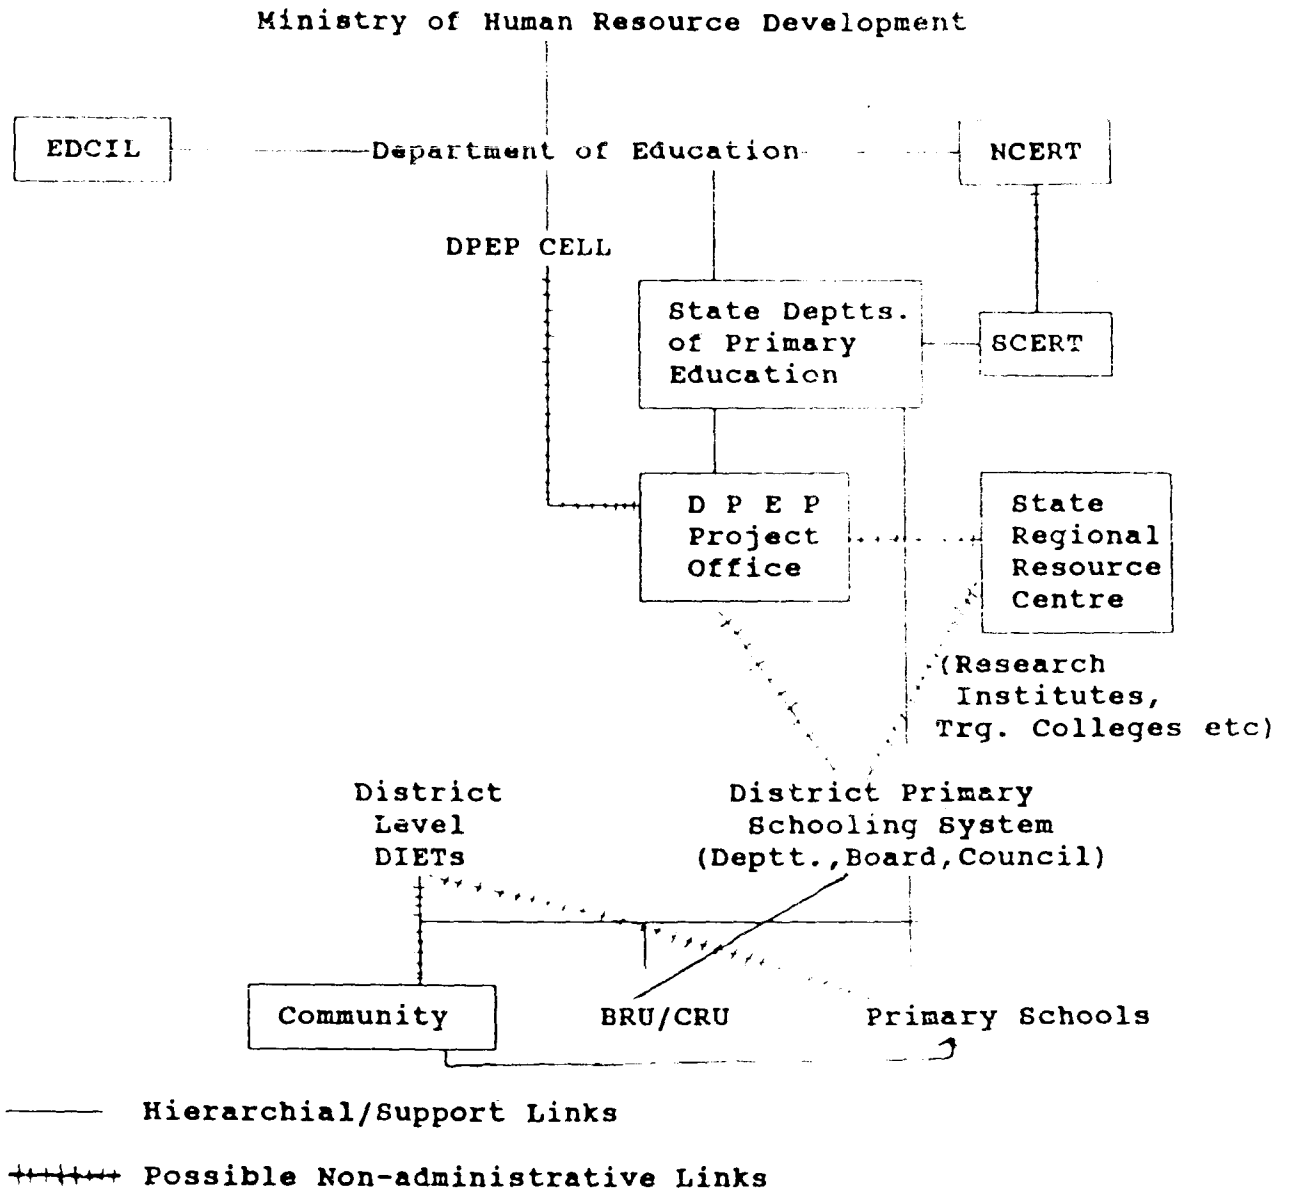 Ministry of Human Resource Development
EDCIL
Department of Education
NCERT
DPEP CELL
State Deptts.
of Primary
Education
SCERT
D P E P
Project
Office
State
Regional
Resource
Centre
(Research
Institutes,
Trg. Colleges etc)
District
Level
DIETs
District Primary
Schooling System
(Deptt.,Board,Council)
Community
BRU/CRU
Primary Schools
Hierarchial/Support Links
Possible Non-administrative Links